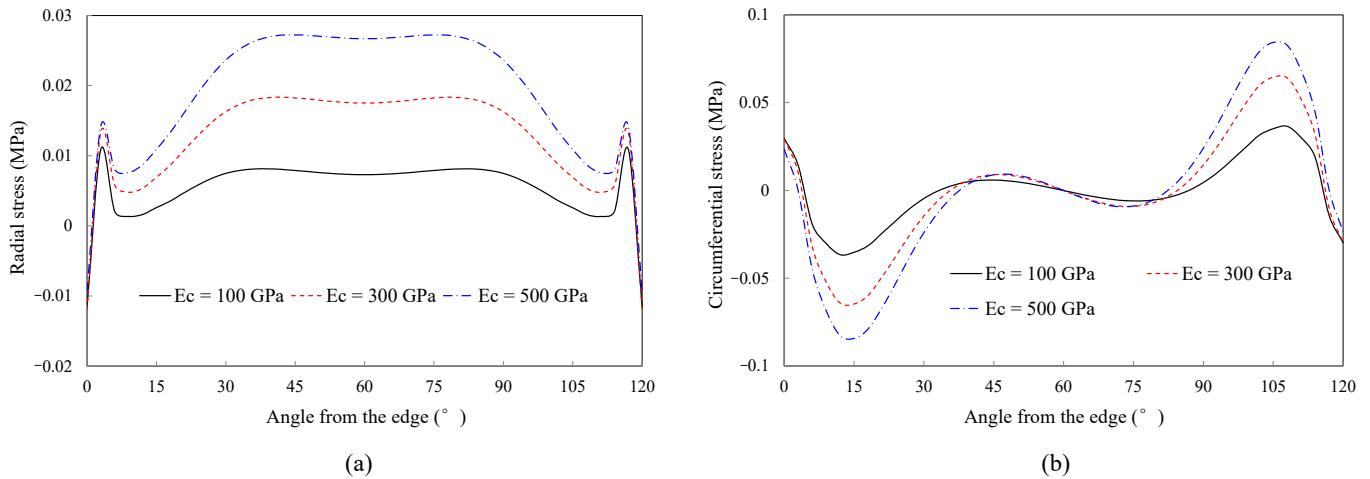 0.03
0.02
0.01
0
−0.01
−0.02
Radial stress (MPa)
Ec = 100 GPa Ec = 300 GPa Ec = 500 GPa
0 15 30 45 60 75 90 105 120
Angle from the edge (° )
(a)
0.1
0.05
0
-0.05
-0.1
Circumferential stress (MPa)
Ec = 100 GPa Ec = 300 GPa
Ec = 500 GPa
0 15 30 45 60 75 90 105 120
Angle from the edge (° )
(b)